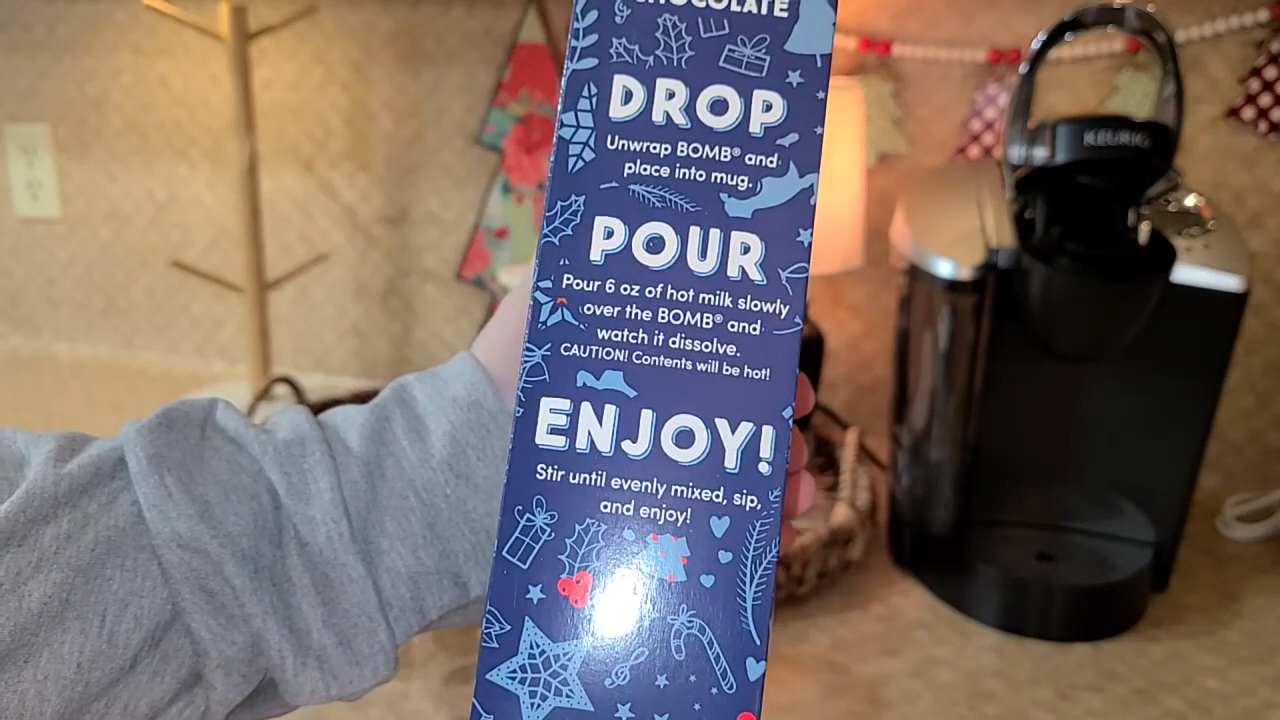 CHOCOLATE
DROP
Unwrap BOMB® and
place into mug.
POUR
Pour 6 oz of hot milk slowly
over the BOMB® and
watch it dissolve.
CAUTION! Contents will be hot!
ENJOY!
Stir until evenly mixed, sip,
and enjoy!
KEURIG